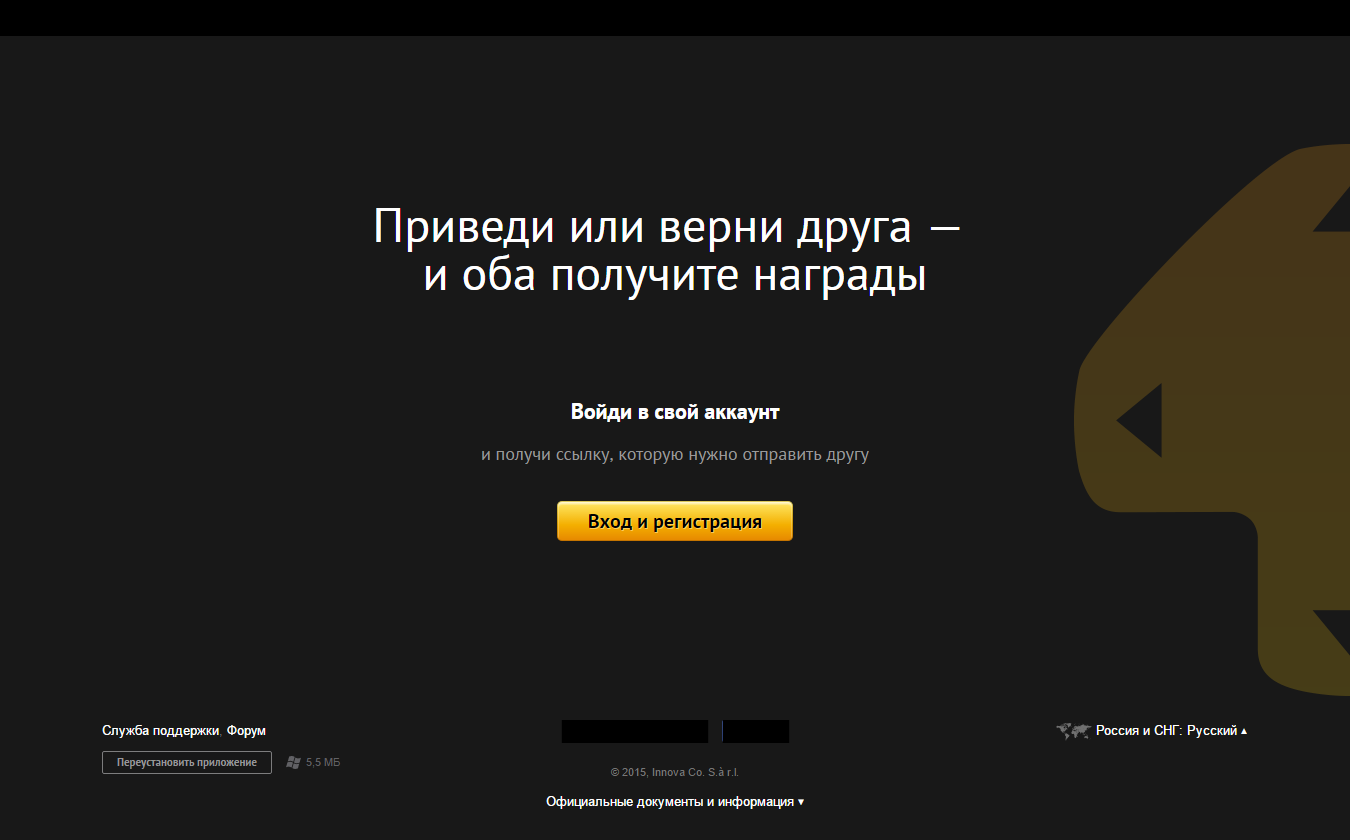 Приведи или верни друга —
и оба получите награды
Войди в свой аккаунт
и получи ссылку, которую нужно отправить другу
Вход и регистрация
Служба поддержки, Форум
Переустановить приложение 5,5 МБ
© 2015, Innova Co. S.à r.l.
Официальные документы и информация ▾
Россия и СНГ: Русский ▴